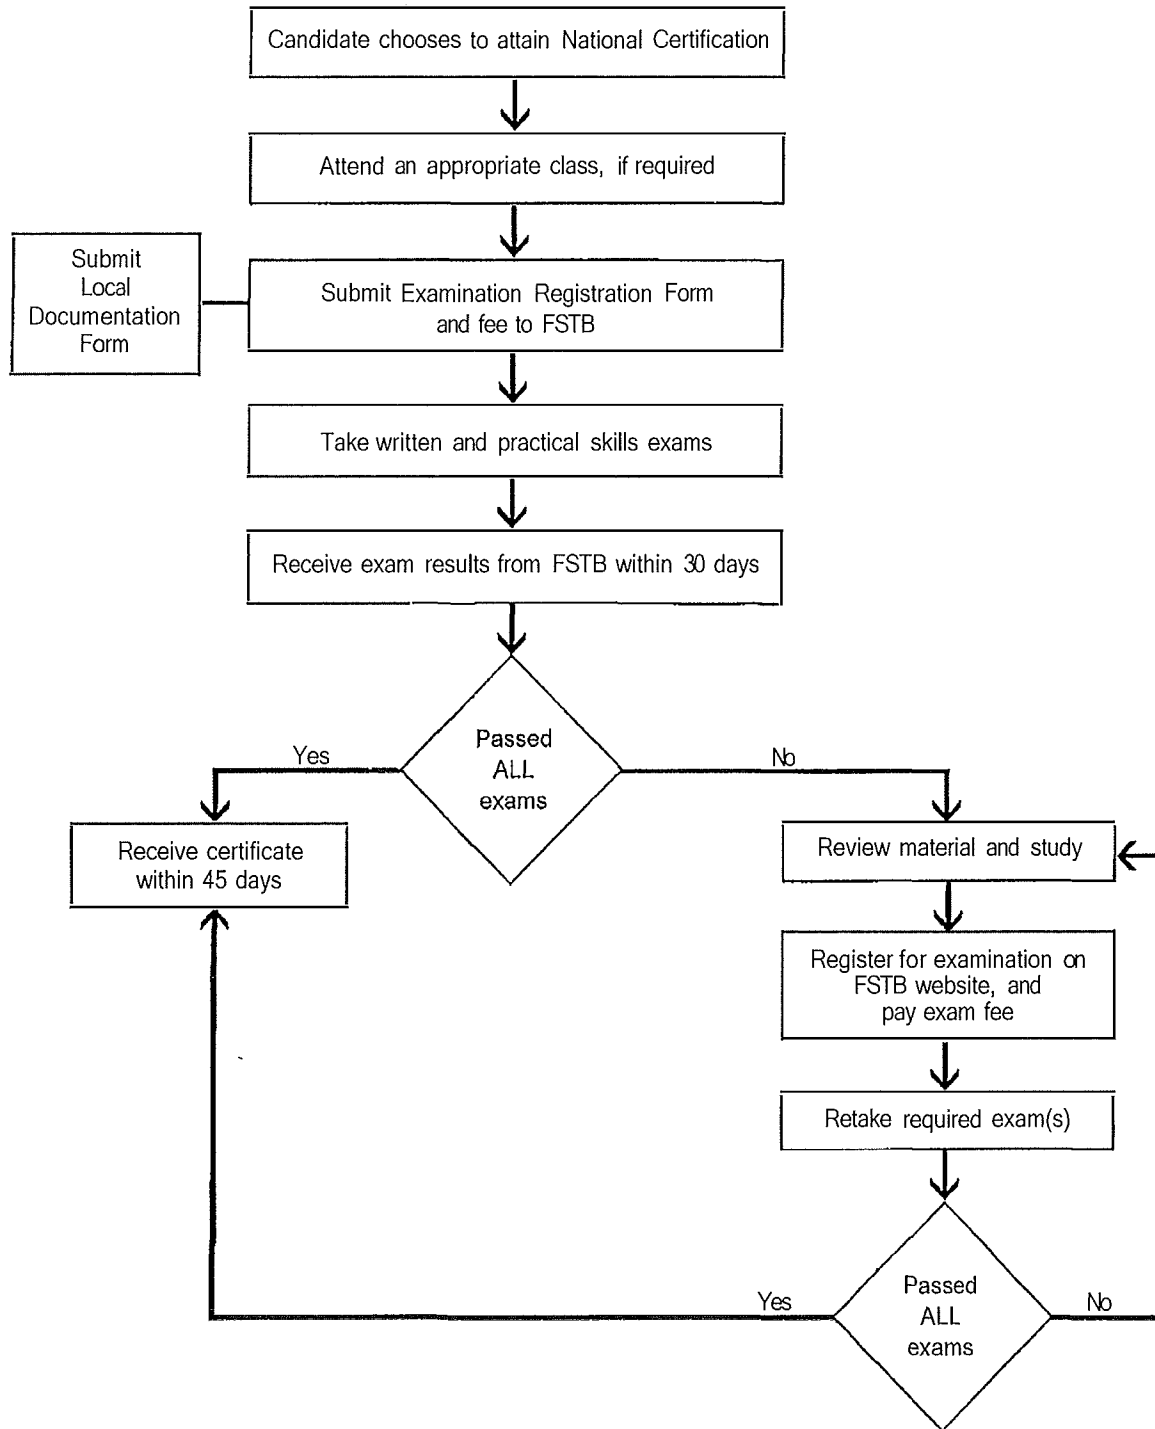 Candidate chooses to attain National Certification
Attend an appropriate class, if required
Submit
Local
Documentation
Form
Submit Examination Registration Form
and fee to FSTB
Take written and practical skills exams
Receive exam results from FSTB within 30 days
Passed
ALL
exams
Yes
No
Receive certificate
within 45 days
Review material and study
Register for examination on
FSTB website, and
pay exam fee
Retake required exam(s)
Passed
ALL
exams
Yes
No